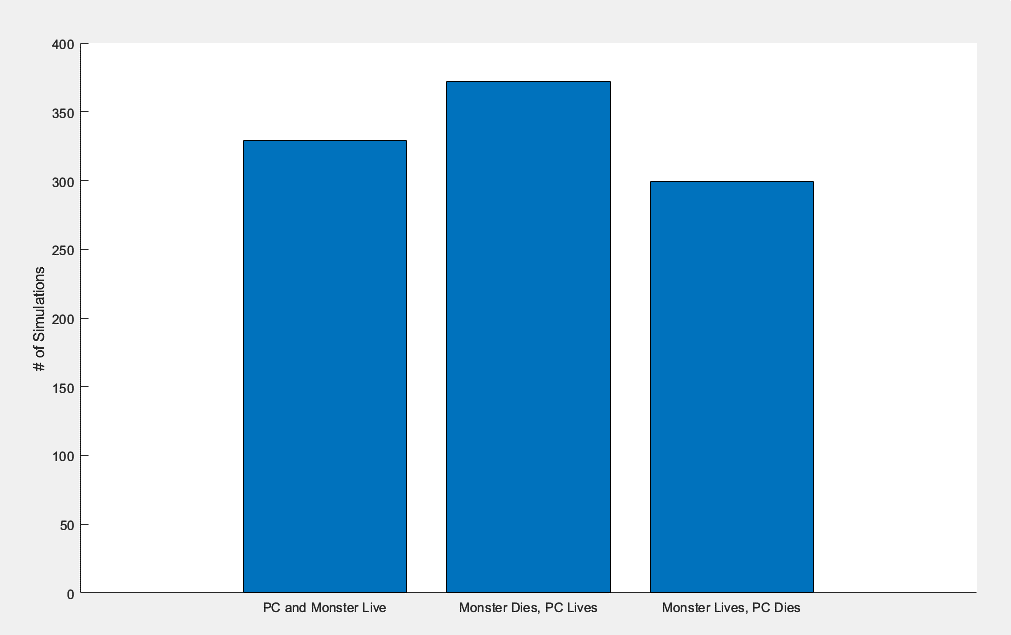 400
350
300
250
200
150
100
50
0
# of Simulations
PC and Monster Live
Monster Dies, PC Lives
Monster Lives, PC Dies